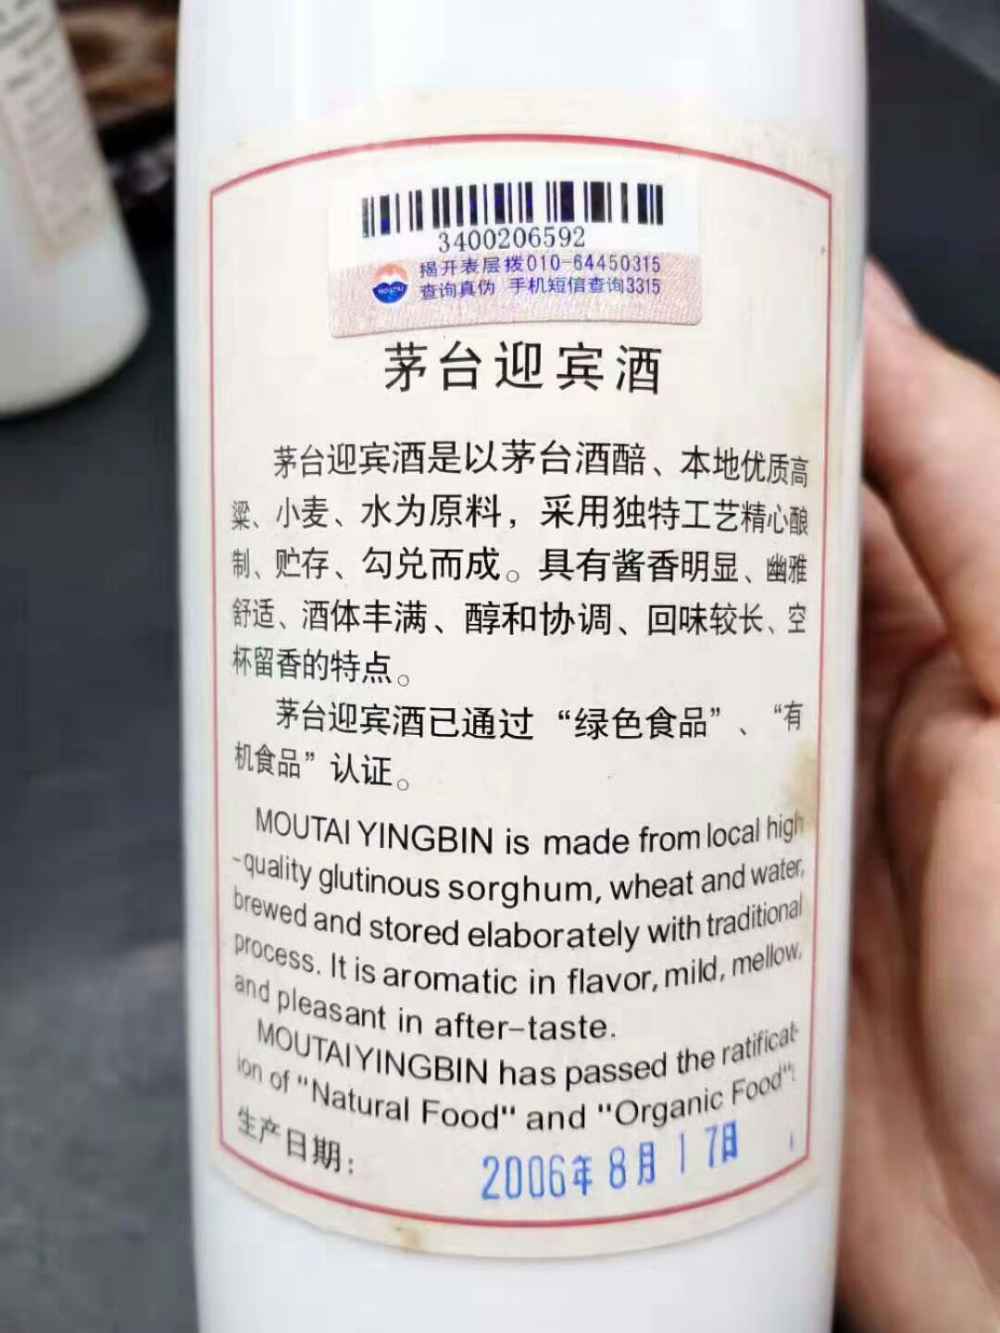 3400206592
揭开表层拨010-64450315
查询真伪 手机短信查询3315
茅台迎宾酒
茅台迎宾酒是以茅台酒醅、本地优质高
粱、小麦、水为原料，采用独特工艺精心酿
制、贮存、勾兑而成。具有酱香明显、幽雅
舒适、酒体丰满、醇和协调、回味较长、空
杯留香的特点。
茅台迎宾酒已通过“绿色食品”、“有
机食品”认证。
MOUTAI YINGBIN is made from local high
-quality glutinous sorghum, wheat and water,
brewed and stored elaborately with traditional
process. It is aromatic in flavor, mild, mellow,
and pleasant in after-taste.
MOUTAIYINGBIN has passed the ratificat-
ion of "Natural Food" and "Organic Food".
生产日期：
2006年8月17日